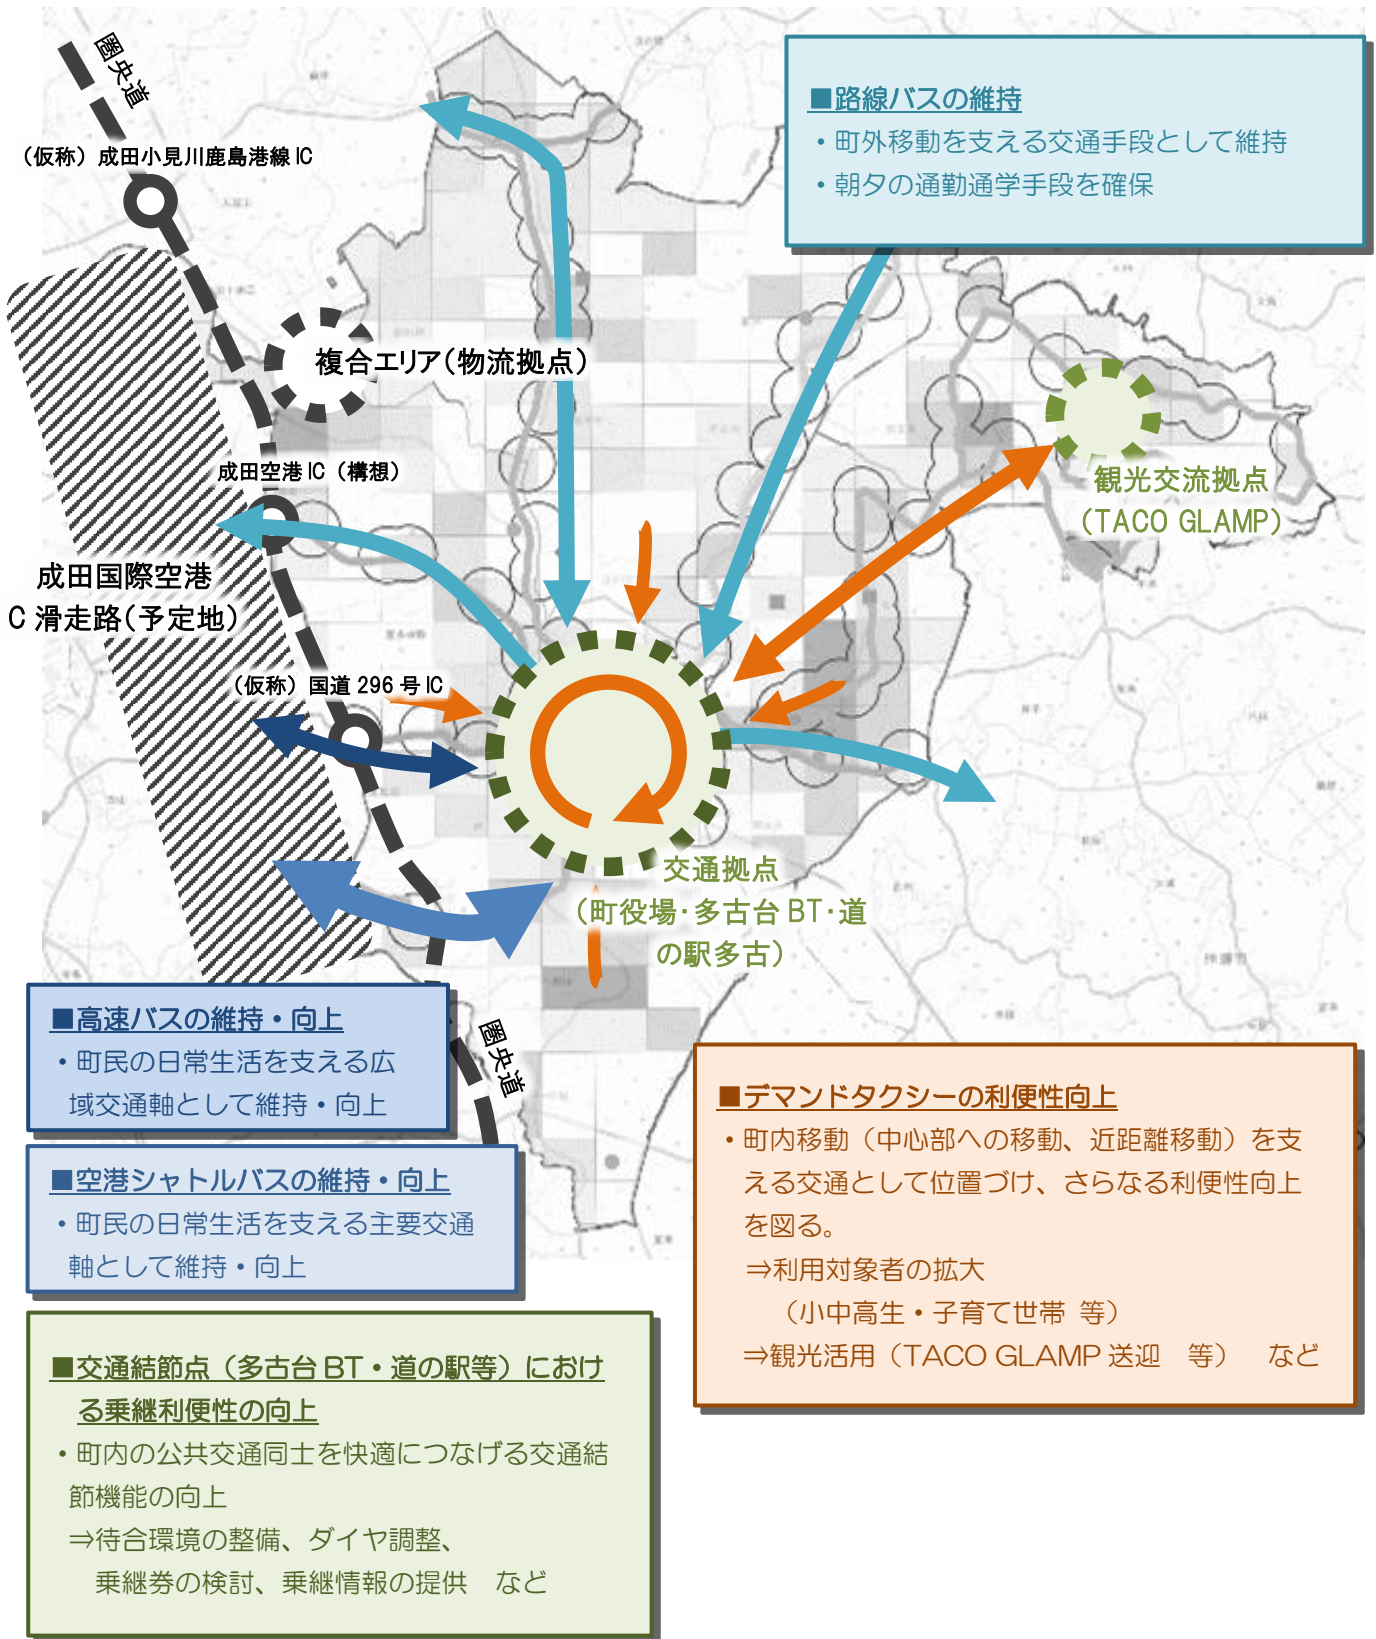 圏央道
（仮称）成田小見川鹿島港線IC
■路線バスの維持
・町外移動を支える交通手段として維持
・朝夕の通勤通学手段を確保
複合エリア（物流拠点）
成田空港IC（構想）
観光交流拠点
（TACO GLAMP）
成田国際空港
C滑走路（予定地）
（仮称）国道296号IC
交通拠点
（町役場・多古台BT・道
の駅多古）
圏央道
■高速バスの維持・向上
・町民の日常生活を支える広
域交通軸として維持・向上
■空港シャトルバスの維持・向上
・町民の日常生活を支える主要交通
軸として維持・向上
■デマンドタクシーの利便性向上
・町内移動（中心部への移動、近距離移動）を支
える交通として位置づけ、さらなる利便性向上
を図る。
⇒利用対象者の拡大
（小中高生・子育て世帯 等）
⇒観光活用（TACO GLAMP 送迎　等）　など
■交通結節点（多古台BT・道の駅等）におけ
る乗継利便性の向上
・町内の公共交通同士を快適につなげる交通結
節機能の向上
⇒待合環境の整備、ダイヤ調整、
乗継券の検討、乗継情報の提供　など